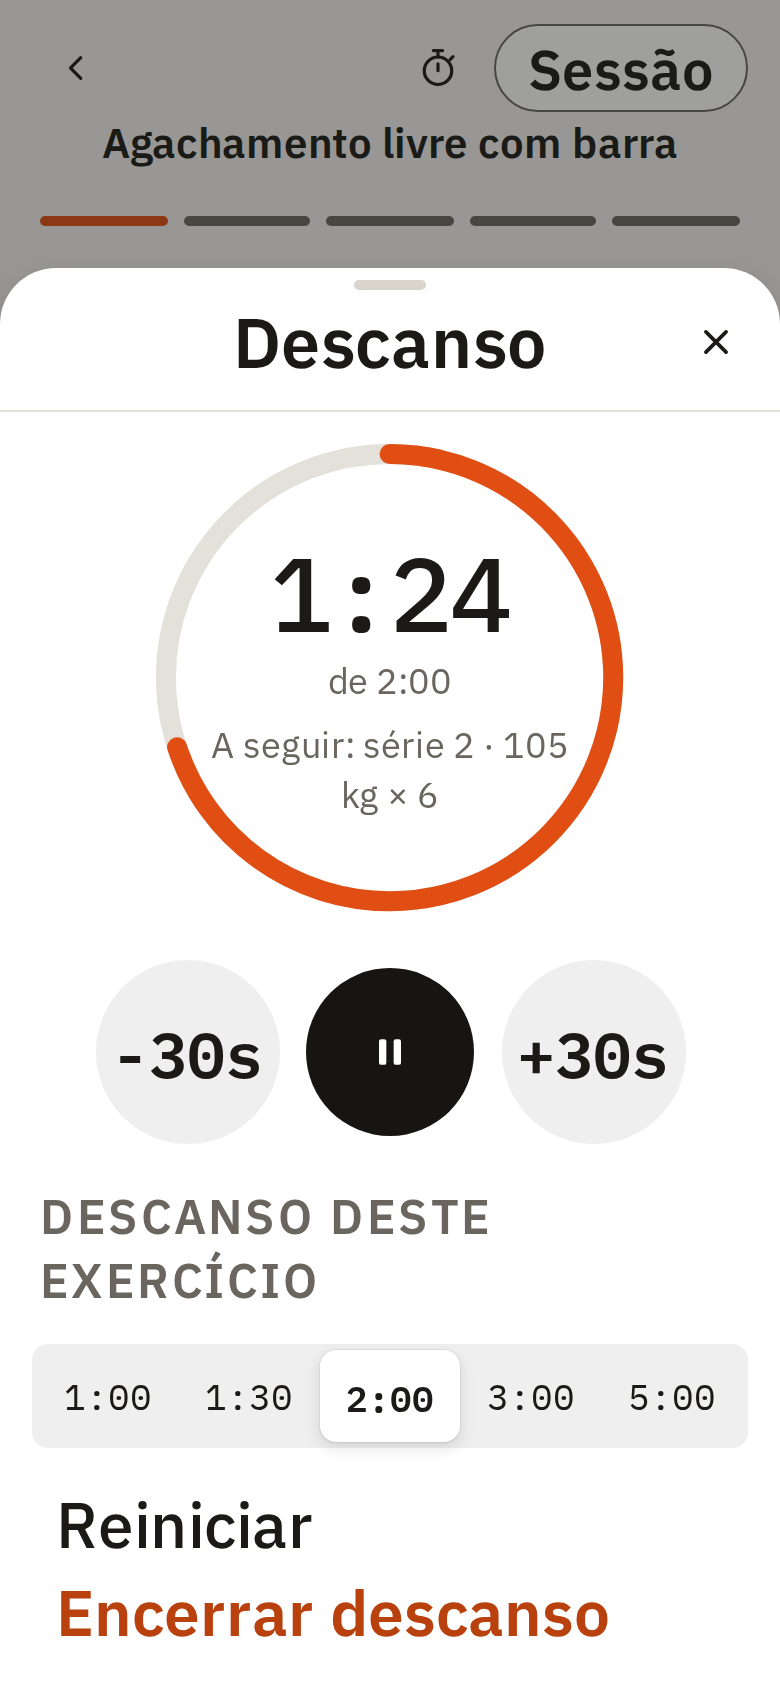 Sessão
Agachamento livre com barra
Descanso
1:24
de 2:00
A seguir: série 2 · 105
kg × 6
-30s
+30s
DESCANSO DESTE
EXERCÍCIO
1:00 1:30 2:00 3:00 5:00
Reiniciar
Encerrar descanso